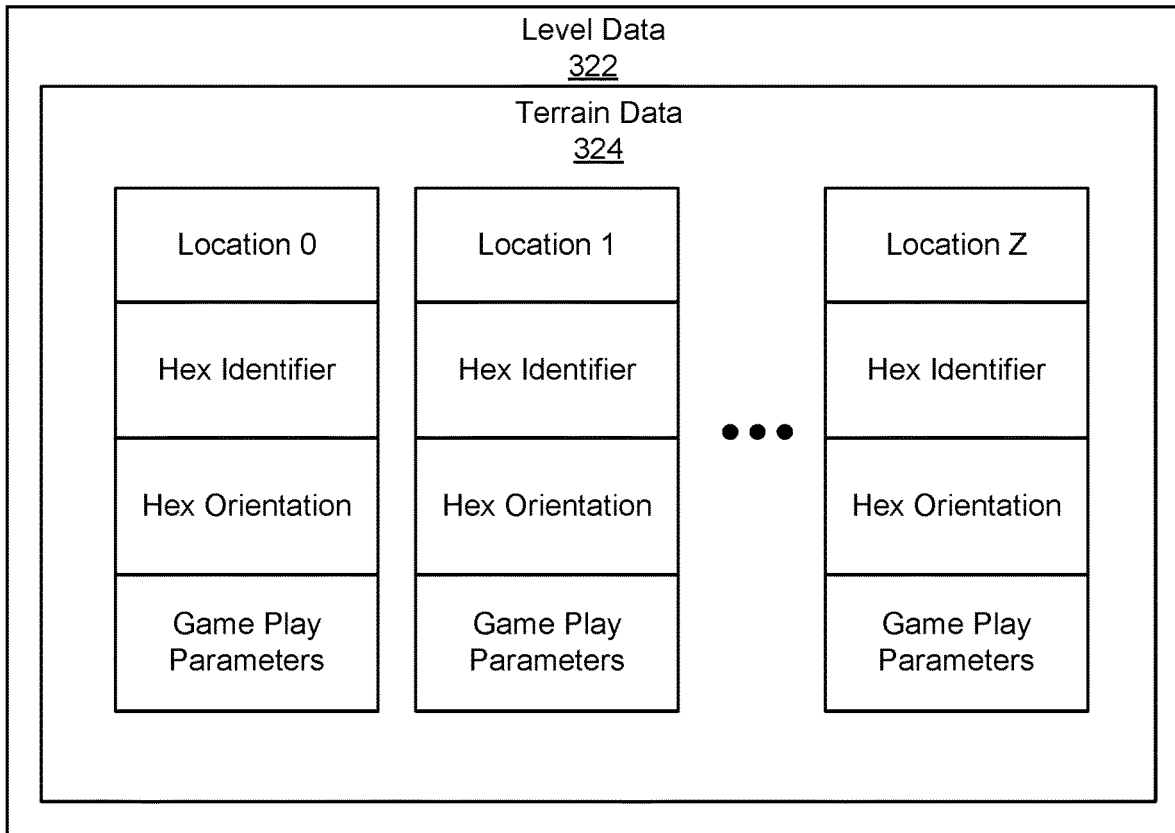 Level Data
322
Terrain Data
324
Location 0
Hex Identifier
Hex Orientation
Game Play
Parameters
Location 1
Hex Identifier
Hex Orientation
Game Play
Parameters
Location Z
Hex Identifier
Hex Orientation
Game Play
Parameters